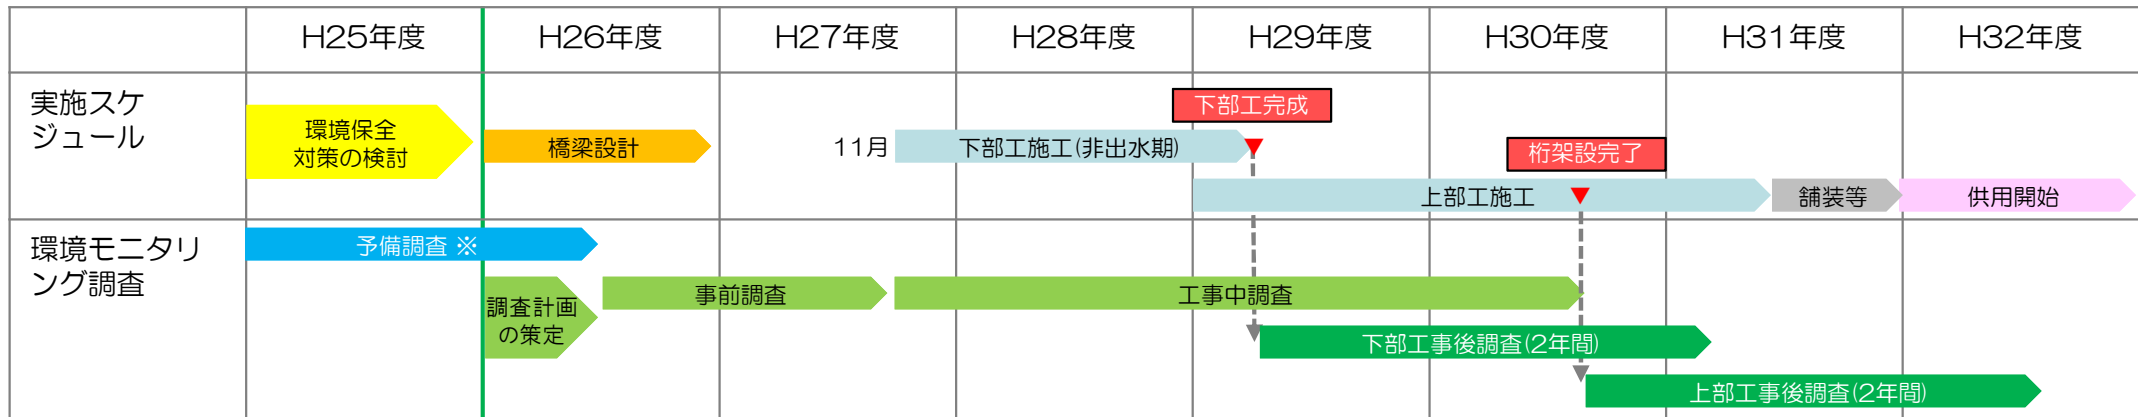 H25年度
H26年度
H27年度
H28年度
H29年度
H30年度
H31年度
H32年度
実施スケ
ジュール
環境保全
対策の検討
橋梁設計
11月
下部工施工(非出水期)
下部工完成
上部工施工
桁架設完了
舗装等
供用開始
環境モニタリ
ング調査
予備調査 ※
調査計画
の策定
事前調査
工事中調査
下部工事後調査(2年間)
上部工事後調査(2年間)